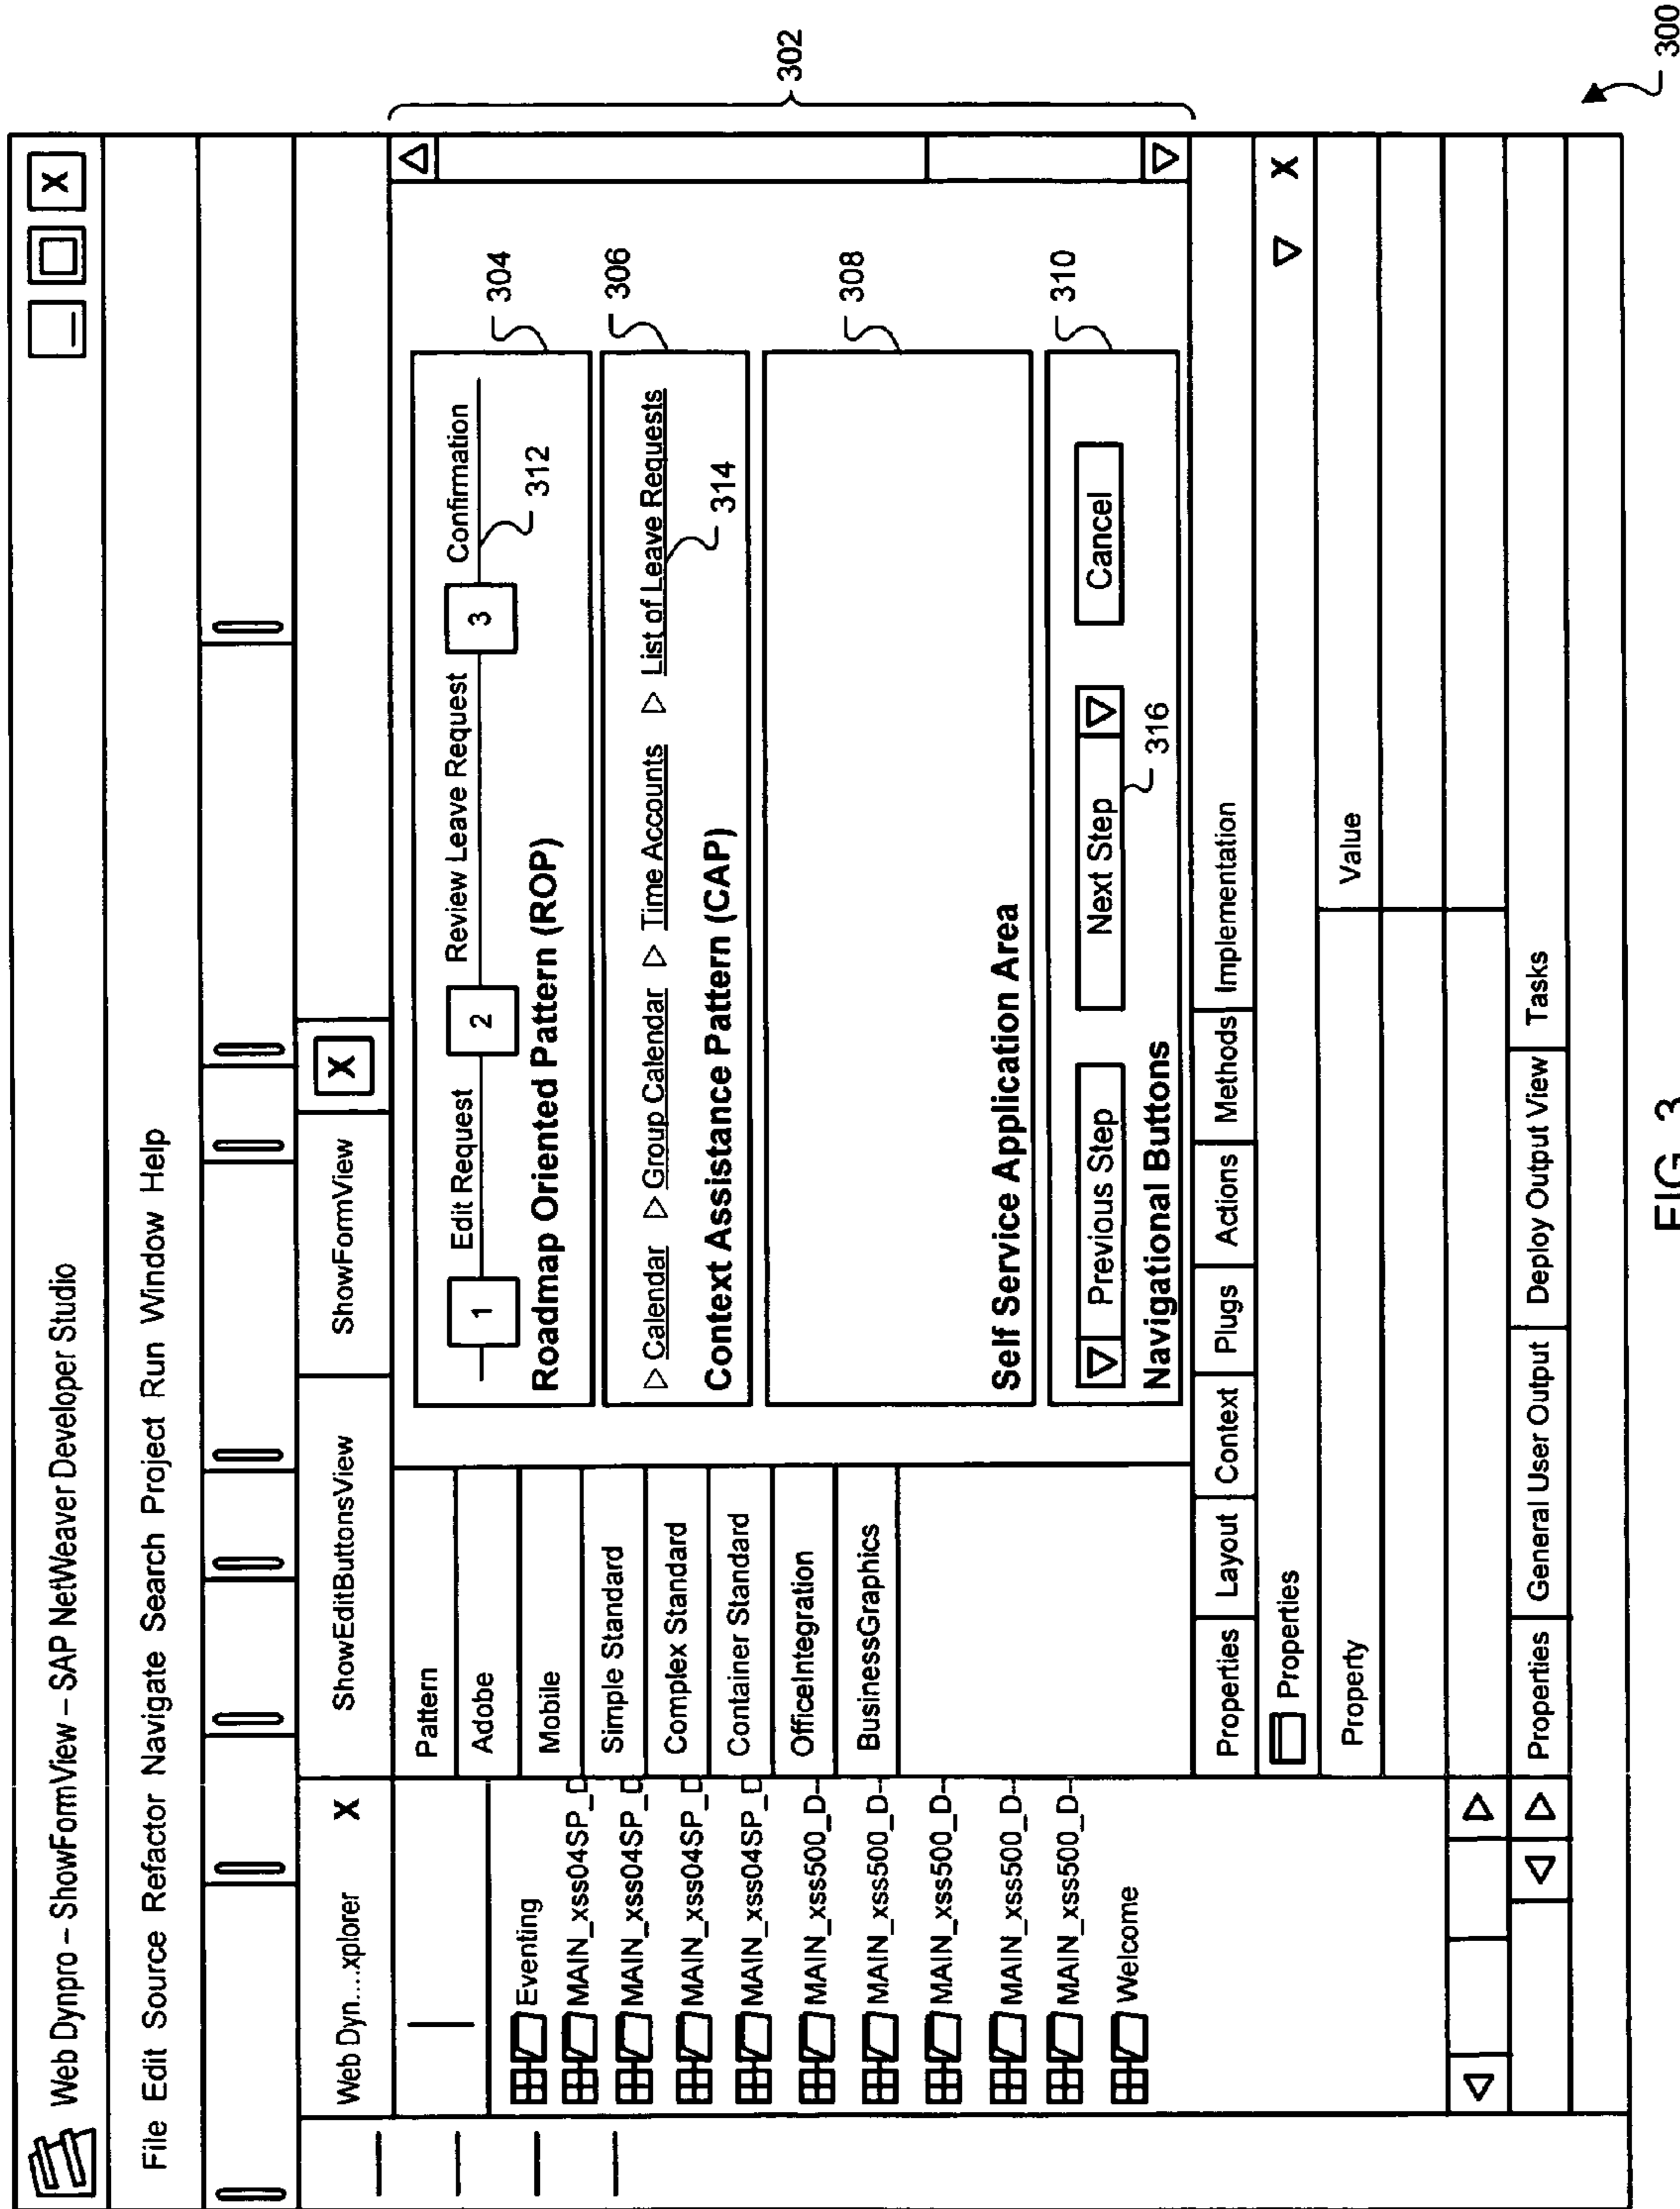 Web Dynpro – ShowFormView – SAP NetWeaver Developer Studio
X
File Edit Source Refactor Navigate Search Project Run Window Help
Web Dyn....xplorer X
ShowEditButtonsView
ShowFormView
X
Eventing
MAIN_xss04SP_D
MAIN_xss04SP_D
MAIN_xss04SP_D
MAIN_xss04SP_D
MAIN_xss500_D-
MAIN_xss500_D-
MAIN_xss500_D-
MAIN_xss500_D-
MAIN_xss500_D-
Welcome
Pattern
Adobe
Mobile
Simple Standard
Complex Standard
Container Standard
OfficeIntegration
BusinessGraphics
1 Edit Request 2 Review Leave Request 3 Confirmation
312
Roadmap Oriented Pattern (ROP)
304
Calendar Group Calendar Time Accounts List of Leave Requests
314
Context Assistance Pattern (CAP)
306
Self Service Application Area
308
Previous Step Next Step Cancel
316
Navigational Buttons
310
302
Properties Layout Context Plugs Actions Methods Implementation
Properties X
Property Value
Properties General User Output Deploy Output View Tasks
300
FIG. 3